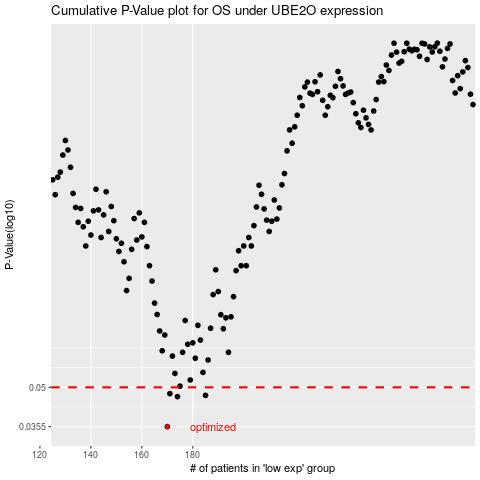 Cumulative P-Value plot for OS under UBE2O expression
P-Value(log10)
0.05
0.0355
optimized
120 140 160 180
# of patients in 'low exp' group